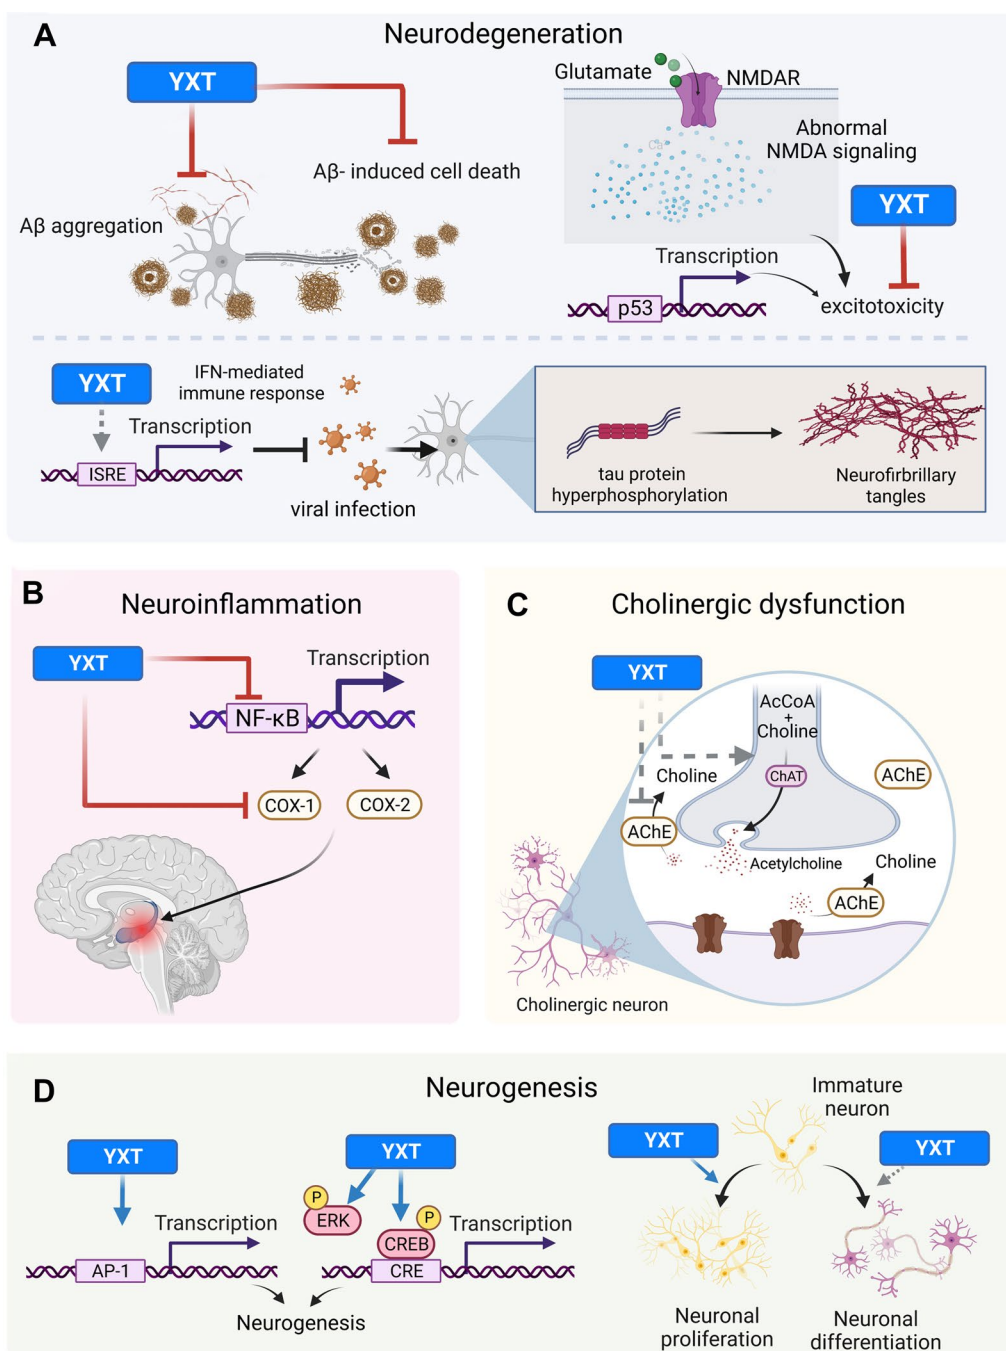 A
Neurodegeneration
YXT
Aβ- induced cell death
Aβ aggregation
Glutamate
NMDAR
Ca²⁺
Abnormal
NMDA signaling
YXT
Transcription
p53
excitotoxicity
YXT
IFN-mediated
immune response
Transcription
ISRE
viral infection
tau protein
hyperphosphorylation
Neurofirbrillary
tangles
B
Neuroinflammation
YXT
Transcription
NF-κB
COX-1
COX-2
C
Cholinergic dysfunction
YXT
AcCoA
+
Choline
Choline
ChAT
AChE
AChE
Acetylcholine
Choline
AChE
Cholinergic neuron
D
Neurogenesis
YXT
Transcription
AP-1
YXT
P
ERK
P
CREB
Transcription
CRE
Neurogenesis
Immature
neuron
YXT
YXT
Neuronal
proliferation
Neuronal
differentiation